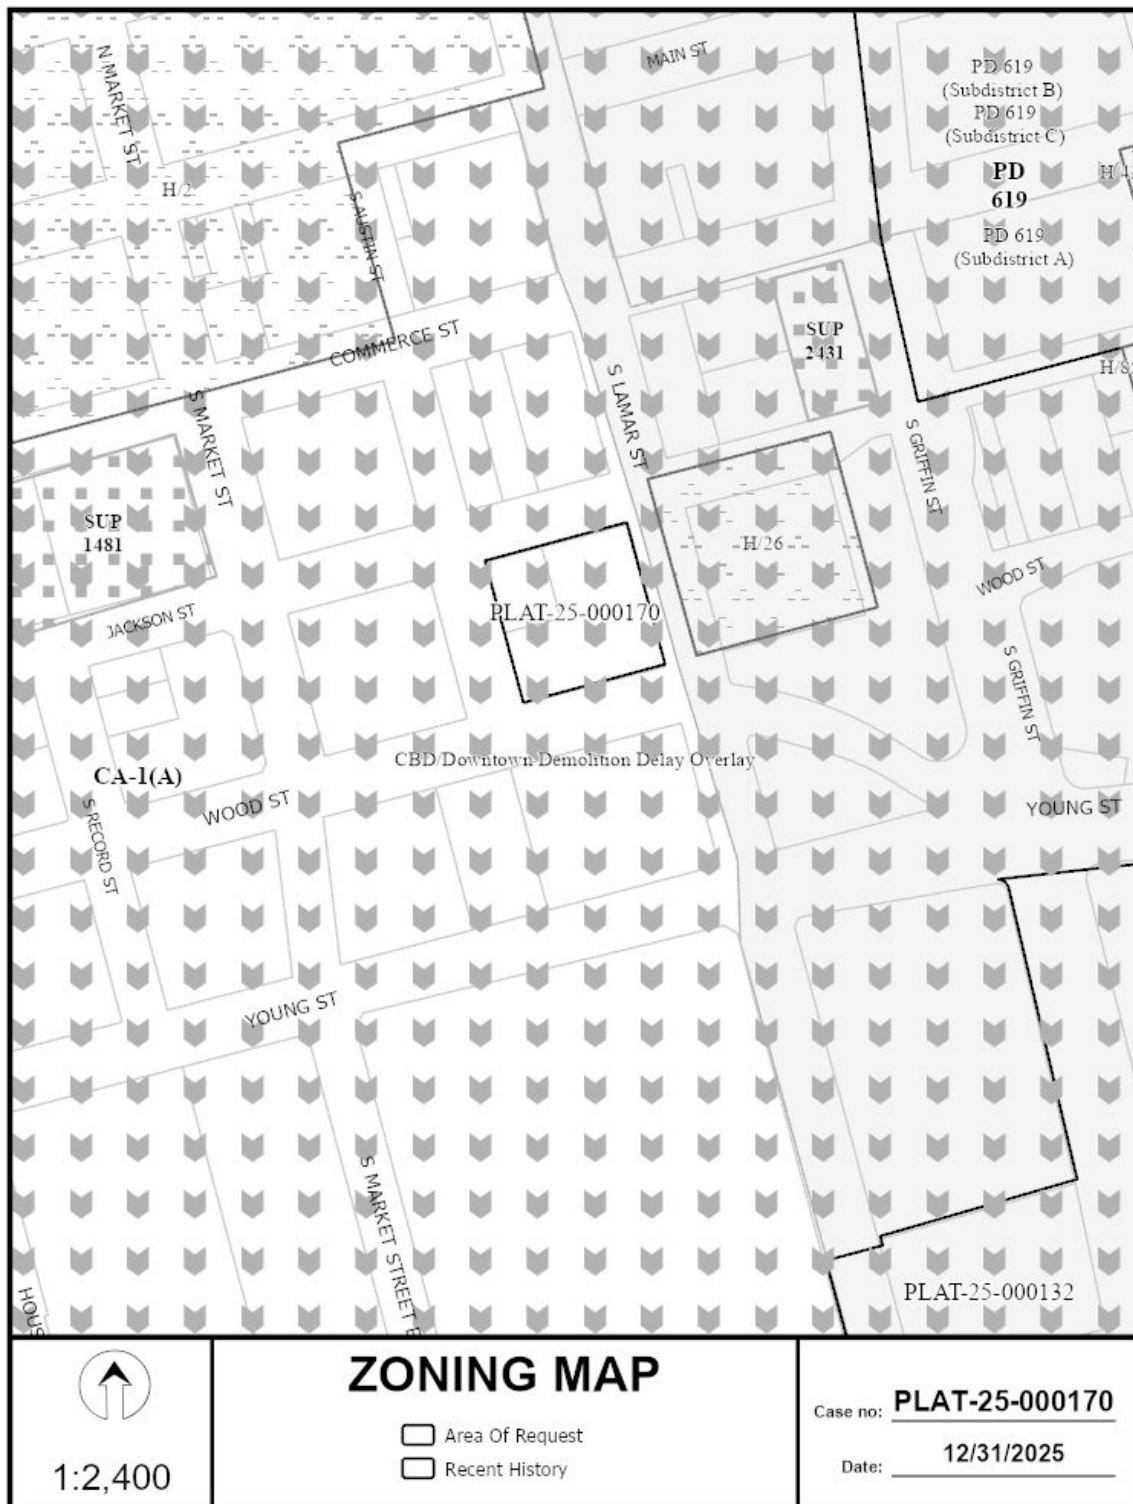 MAIN ST
N MARKET ST
PD 619
(Subdistrict B)
PD 619
(Subdistrict C)
PD
619
H/4
H/2
S AUSTIN ST
PD 619
(Subdistrict A)
COMMERCE ST
SUP
2431
H/8
S LAMAR ST
S MARKET ST
S GRIFFIN ST
SUP
1481
H/26
WOOD ST
JACKSON ST
PLAT-25-000170
S GRIFFIN ST
CBD/Downtown Demolition Delay Overlay
CA-1(A)
WOOD ST
YOUNG ST
S RECORD ST
YOUNG ST
S MARKET STREET
HOUS
PLAT-25-000132
1:2,400
ZONING MAP
Area Of Request
Recent History
Case no: PLAT-25-000170
Date: 12/31/2025